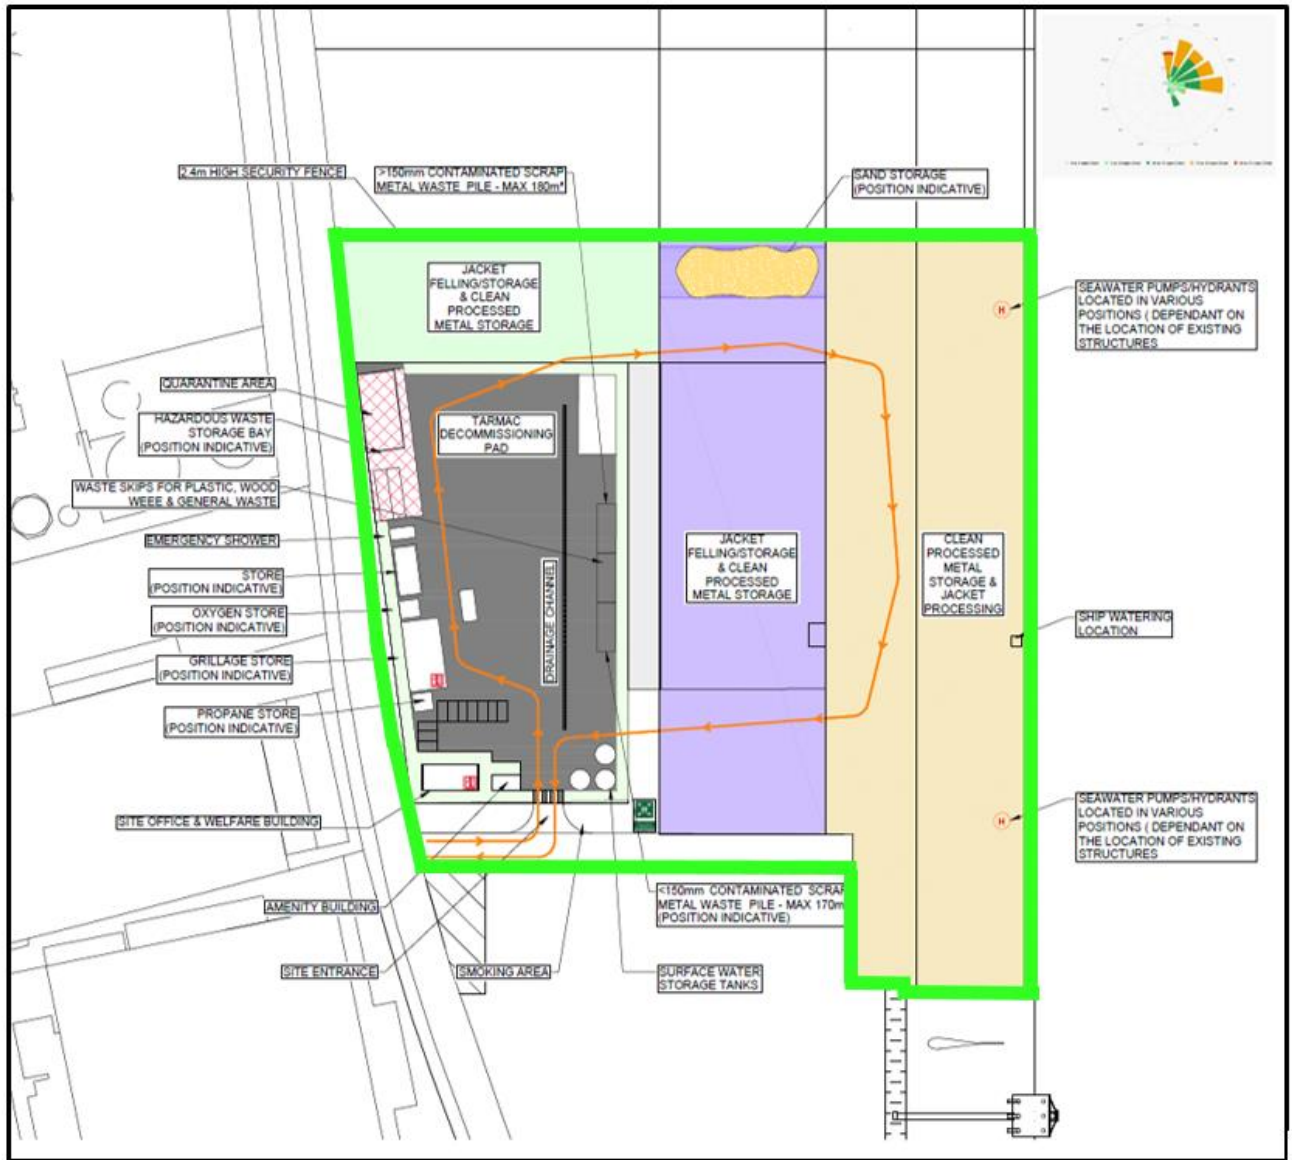 2.4m HIGH SECURITY FENCE
>150mm CONTAMINATED SCRAP
METAL WASTE PILE - MAX 180m³
SAND STORAGE
(POSITION INDICATIVE)
JACKET
FELLING/STORAGE
& CLEAN
PROCESSED
METAL STORAGE
SEAWATER PUMPS/HYDRANTS
LOCATED IN VARIOUS
POSITIONS ( DEPENDANT ON
THE LOCATION OF EXISTING
STRUCTURES
H
QUARANTINE AREA
HAZARDOUS WASTE
STORAGE BAY
(POSITION INDICATIVE)
TARMAC
DECOMMISSIONING
PAD
WASTE SKIPS FOR PLASTIC, WOOD
WEEE & GENERAL WASTE
EMERGENCY SHOWER
STORE
(POSITION INDICATIVE)
OXYGEN STORE
(POSITION INDICATIVE)
GRILLAGE STORE
(POSITION INDICATIVE)
PROPANE STORE
(POSITION INDICATIVE)
DRAINAGE CHANNEL
JACKET
FELLING/STORAGE
& CLEAN
PROCESSED
METAL STORAGE
CLEAN
PROCESSED
METAL
STORAGE &
JACKET
PROCESSING
SHIP WATERING
LOCATION
SITE OFFICE & WELFARE BUILDING
H
SEAWATER PUMPS/HYDRANTS
LOCATED IN VARIOUS
POSITIONS ( DEPENDANT ON
THE LOCATION OF EXISTING
STRUCTURES
AMENITY BUILDING
<150mm CONTAMINATED SCRAP
METAL WASTE PILE - MAX 170m
(POSITION INDICATIVE)
SITE ENTRANCE
SMOKING AREA
SURFACE WATER
STORAGE TANKS